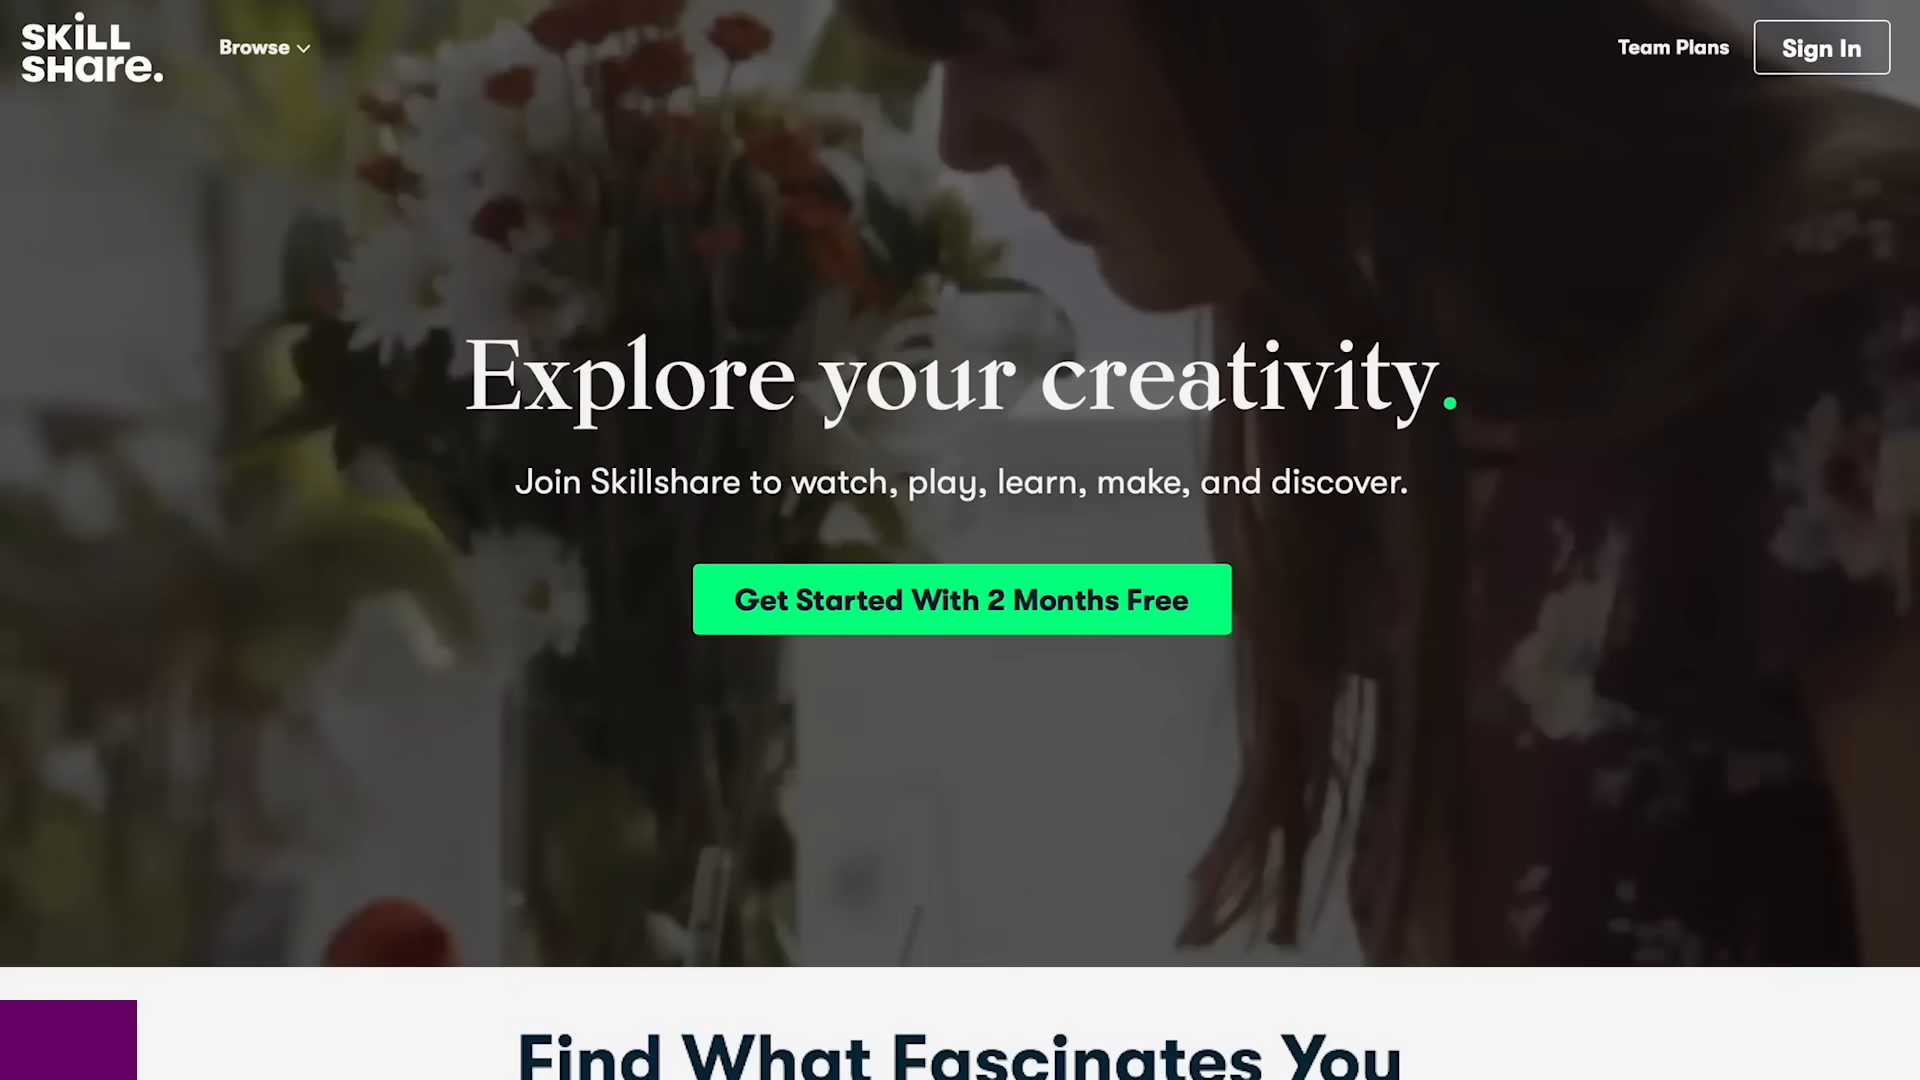 SKiLL
SHare.
Browse
Team Plans
Sign In
Explore your creativity.
Join Skillshare to watch, play, learn, make, and discover.
Get Started With 2 Months Free
Find What Fascinates You